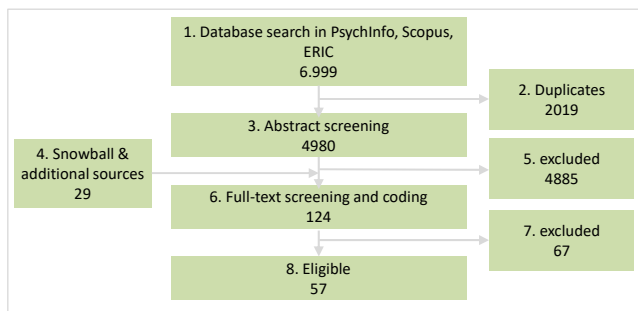 1. Database search in PsychInfo, Scopus,
ERIC
6.999
2. Duplicates
2019
3. Abstract screening
4980
4. Snowball &
additional sources
29
5. excluded
4885
6. Full-text screening and coding
124
7. excluded
67
8. Eligible
57